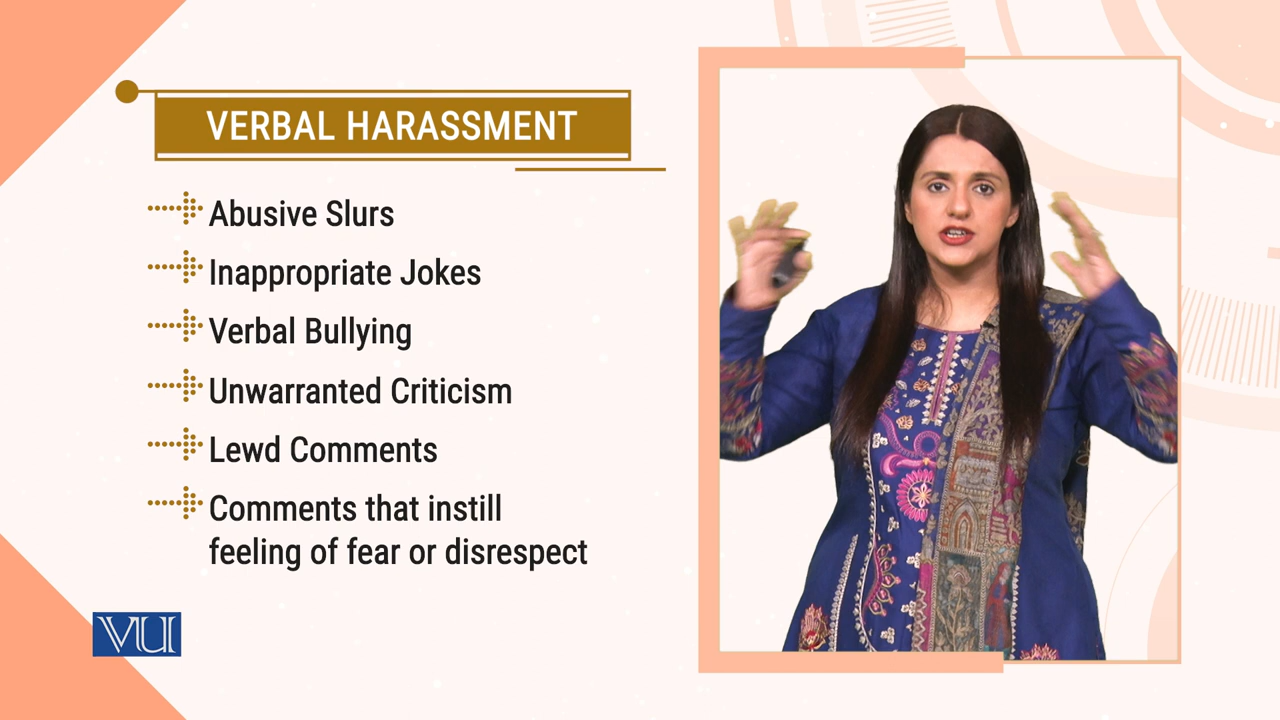 VERBAL HARASSMENT
Abusive Slurs
Inappropriate Jokes
Verbal Bullying
Unwarranted Criticism
Lewd Comments
Comments that instill
feeling of fear or disrespect
VU